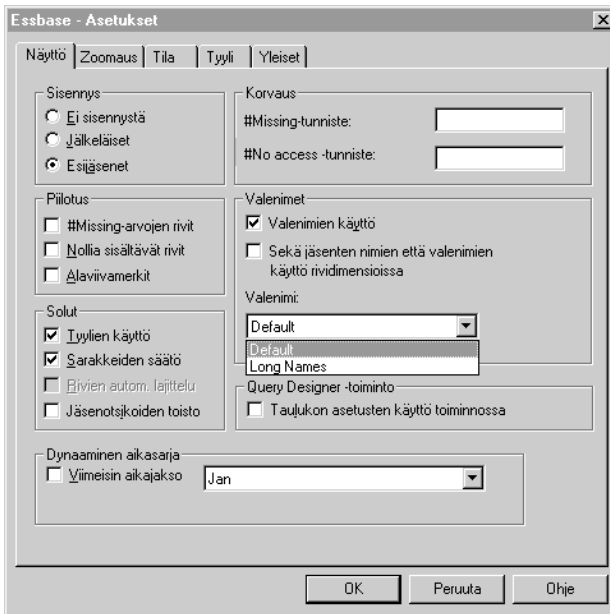 Essbase - Asetukset
Näyttö
Zoomaus
Tila
Tyyli
Yleiset
Sisennys
Ei sisennystä
Jälkeläiset
Esijäsenet
Korvaus
#Missing-tunniste:
#No access -tunniste:
Piilotus
#Missing-arvojen rivit
Nollia sisältävät rivit
Alaviivamerkit
Valenimet
Valenimien käyttö
Sekä jäsenten nimien että valenimien
käyttö rividimensioissa
Valenimi:
Default
Default
Long Names
Solut
Tyylien käyttö
Sarakkeiden säätö
Rivien autom. lajittelu
Jäsenotsikoiden toisto
Query Designer -toiminto
Taulukon asetusten käyttö toiminnossa
Dynaaminen aikasarja
Viimeisin aikajakso
Jan
OK
Peruuta
Ohje